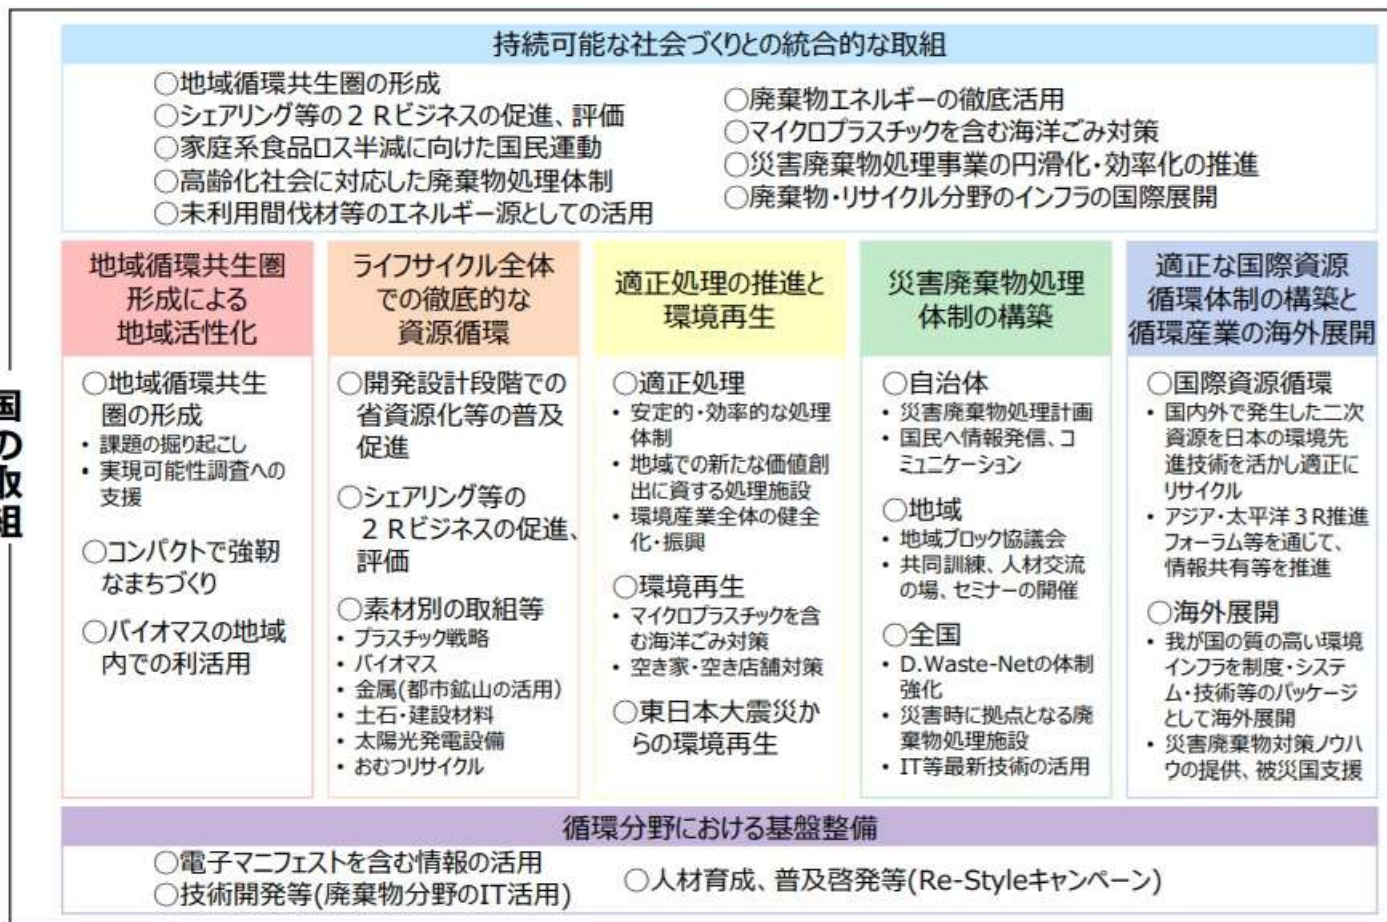 国の取組
持続可能な社会づくりとの統合的な取組
○地域循環共生圏の形成
○シェアリング等の２Ｒビジネスの促進、評価
○家庭系食品ロス半減に向けた国民運動
○高齢化社会に対応した廃棄物処理体制
○未利用間伐材等のエネルギー源としての活用
○廃棄物エネルギーの徹底活用
○マイクロプラスチックを含む海洋ごみ対策
○災害廃棄物処理事業の円滑化・効率化の推進
○廃棄物・リサイクル分野のインフラの国際展開
地域循環共生圏
形成による
地域活性化
○地域循環共生
圏の形成
• 課題の掘り起こし
• 実現可能性調査への
支援
○コンパクトで強靭
なまちづくり
○バイオマスの地域
内での利活用
ライフサイクル全体
での徹底的な
資源循環
○開発設計段階での
省資源化等の普及
促進
○シェアリング等の
２Ｒビジネスの促進、
評価
○素材別の取組等
• プラスチック戦略
• バイオマス
• 金属(都市鉱山の活用)
• 土石・建設材料
• 太陽光発電設備
• おむつリサイクル
適正処理の推進と
環境再生
○適正処理
• 安定的・効率的な処理
体制
• 地域での新たな価値創
出に資する処理施設
• 環境産業全体の健全
化・振興
○環境再生
• マイクロプラスチックを含
む海洋ごみ対策
• 空き家・空き店舗対策
○東日本大震災か
らの環境再生
災害廃棄物処理
体制の構築
○自治体
• 災害廃棄物処理計画
• 国民へ情報発信、コ
ミュニケーション
○地域
• 地域ブロック協議会
• 共同訓練、人材交流
の場、セミナーの開催
○全国
• D.Waste-Netの体制
強化
• 災害時に拠点となる廃
棄物処理施設
• IT等最新技術の活用
適正な国際資源
循環体制の構築と
循環産業の海外展開
○国際資源循環
• 国内外で発生した二次
資源を日本の環境先
進技術を活かし適正に
リサイクル
• アジア・太平洋３Ｒ推進
フォーラム等を通じて、
情報共有等を推進
○海外展開
• 我が国の質の高い環境
インフラを制度・システ
ム・技術等のパッケージ
として海外展開
• 災害廃棄物対策ノウハ
ウの提供、被災国支援
循環分野における基盤整備
○電子マニフェストを含む情報の活用
○技術開発等(廃棄物分野のIT活用)
○人材育成、普及啓発等(Re-Styleキャンペーン)